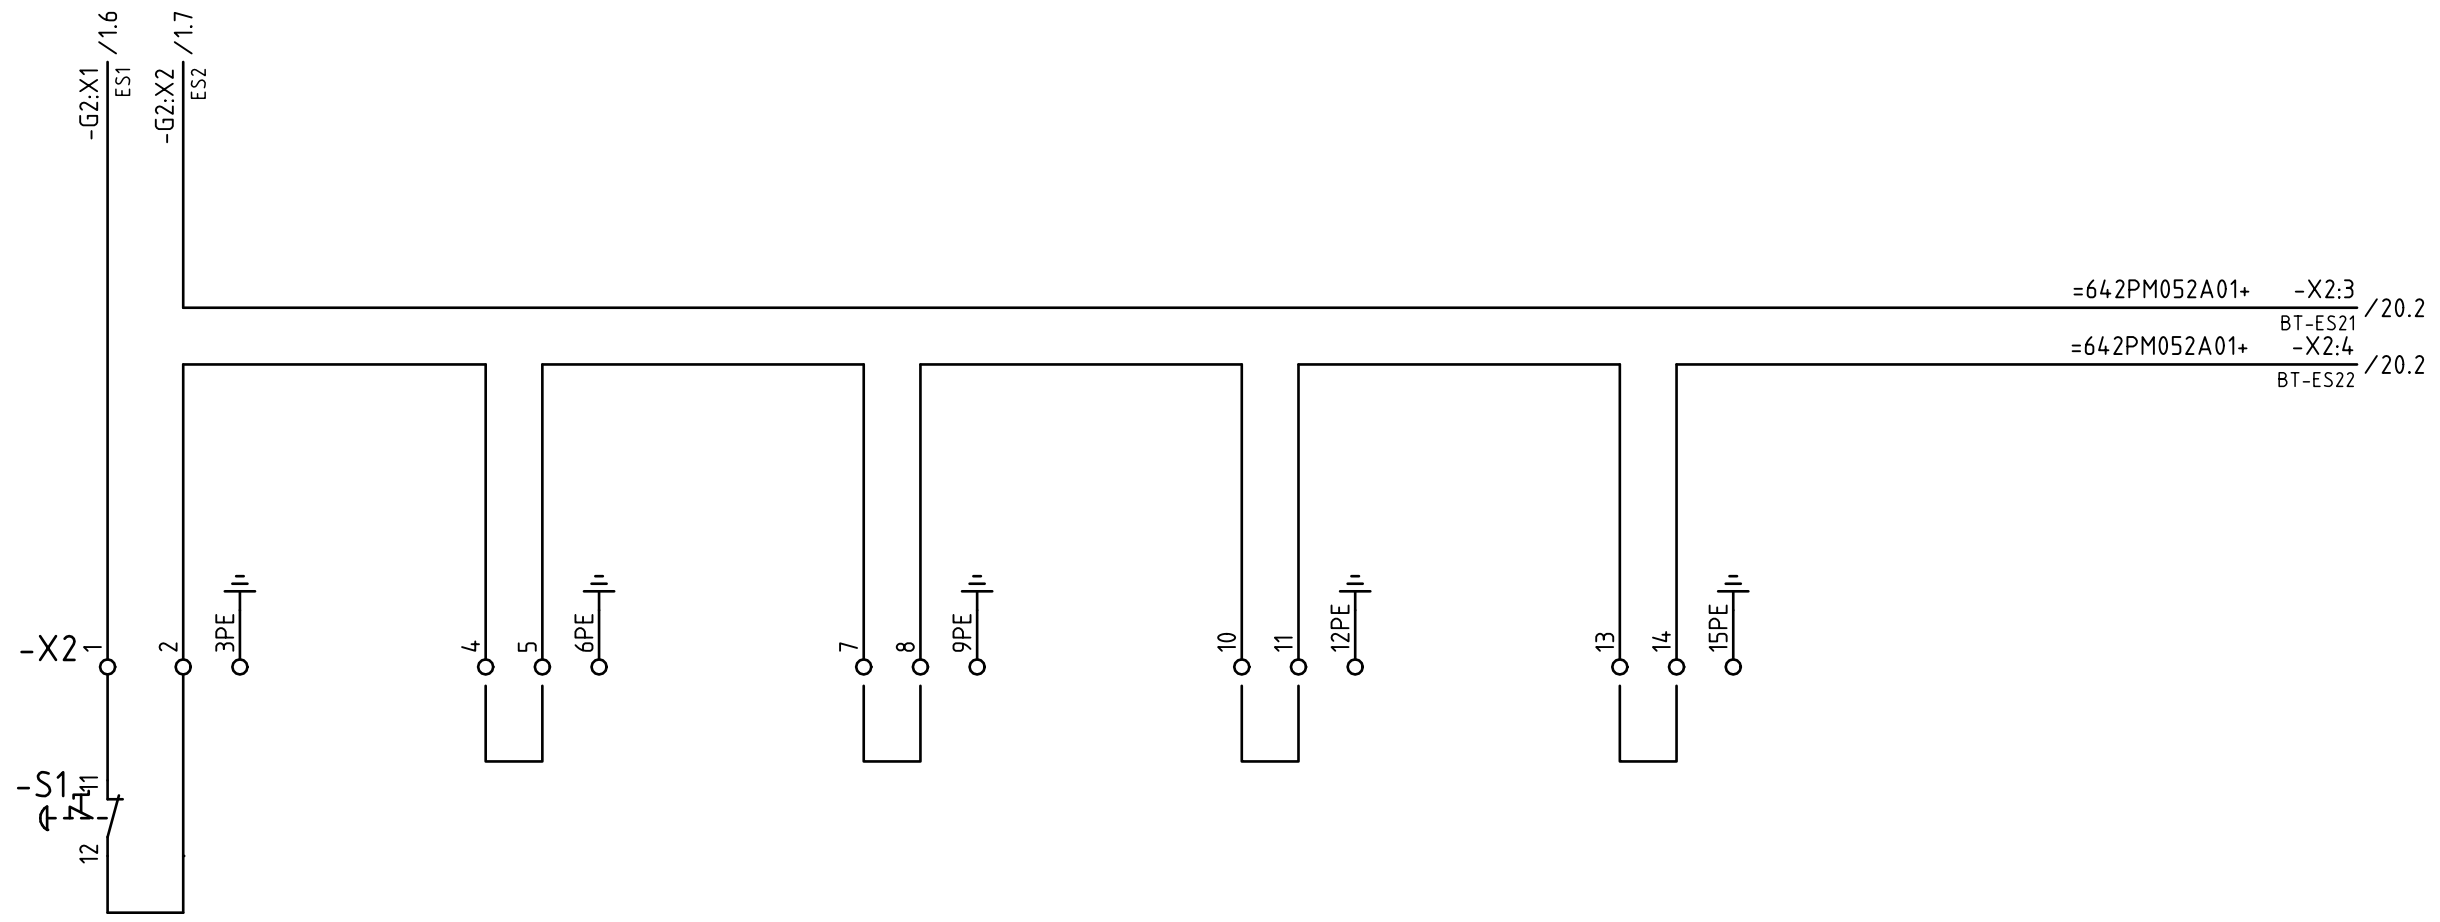 -G2:X1 /1.6
ES1
-G2:X2 /1.7
ES2
=642PM052A01+ -X2:3
/20.2
BT-ES21
=642PM052A01+ -X2:4
/20.2
BT-ES22
-X2 1 2 3PE 4 5 6PE 7 8 9PE 10 11 12PE 13 14 15PE
-S1 11
12